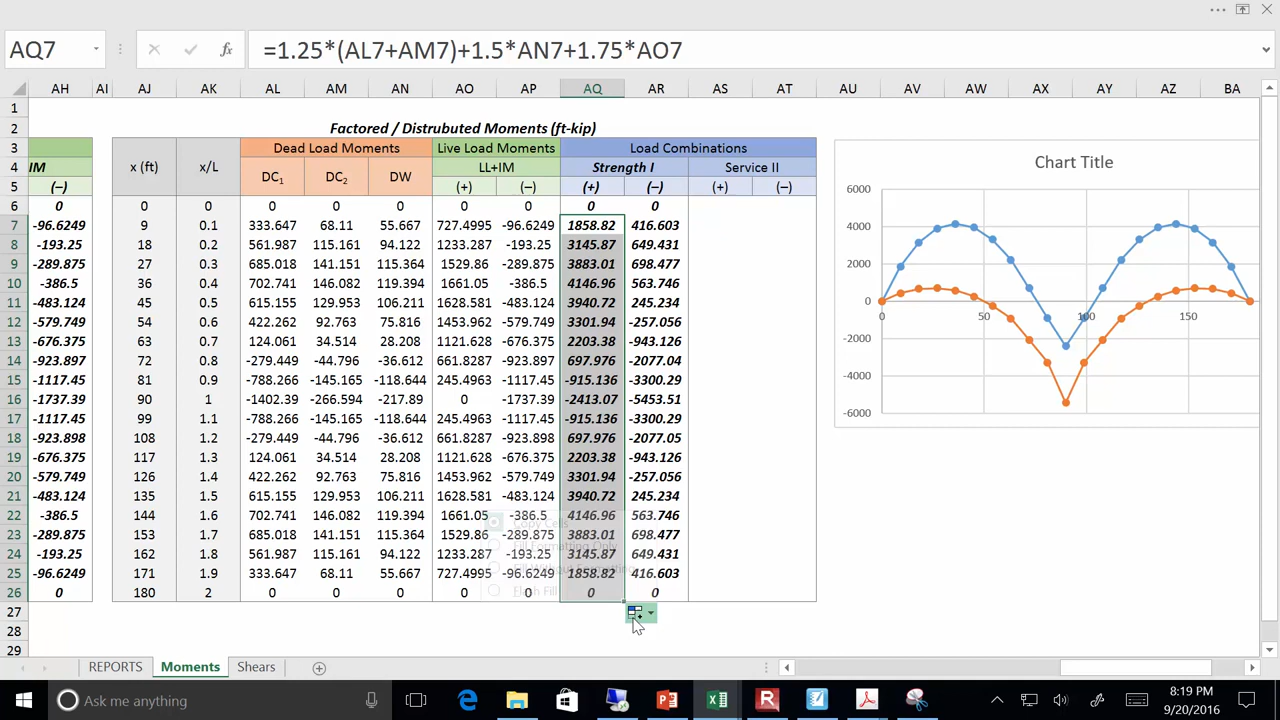 AQ7 fx =1.25*(AL7+AM7)+1.5*AN7+1.75*AO7
AH AI AJ AK AL AM AN AO AP AQ AR AS AT AU AV AW AX AY AZ BA
1
2 Factored / Distrubuted Moments (ft-kip)
3 Dead Load Moments Live Load Moments Load Combinations
4 IM x (ft) x/L DC1 DC2 DW LL+IM Strength I Service II
5 (–) (+) (–) (+) (–) (+) (–)
6 0 0 0 0 0 0 0 0 0 0
7 -96.6249 9 0.1 333.647 68.11 55.667 727.4995 -96.6249 1858.82 416.603
8 -193.25 18 0.2 561.987 115.161 94.122 1233.287 -193.25 3145.87 649.431
9 -289.875 27 0.3 685.018 141.151 115.364 1529.86 -289.875 3883.01 698.477
10 -386.5 36 0.4 702.741 146.082 119.394 1661.05 -386.5 4146.96 563.746
11 -483.124 45 0.5 615.155 129.953 106.211 1628.581 -483.124 3940.72 245.234
12 -579.749 54 0.6 422.262 92.763 75.816 1453.962 -579.749 3301.94 -257.056
13 -676.375 63 0.7 124.061 34.514 28.208 1121.628 -676.375 2203.38 -943.126
14 -923.897 72 0.8 -279.449 -44.796 -36.612 661.8287 -923.897 697.976 -2077.04
15 -1117.45 81 0.9 -788.266 -145.165 -118.644 245.4963 -1117.45 -915.136 -3300.29
16 -1737.39 90 1 -1402.39 -266.594 -217.89 0 -1737.39 -2413.07 -5453.51
17 -1117.45 99 1.1 -788.266 -145.165 -118.644 245.4963 -1117.45 -915.136 -3300.29
18 -923.898 108 1.2 -279.449 -44.796 -36.612 661.8287 -923.898 697.976 -2077.05
19 -676.375 117 1.3 124.061 34.514 28.208 1121.628 -676.375 2203.38 -943.126
20 -579.749 126 1.4 422.262 92.763 75.816 1453.962 -579.749 3301.94 -257.056
21 -483.124 135 1.5 615.155 129.953 106.211 1628.581 -483.124 3940.72 245.234
22 -386.5 144 1.6 702.741 146.082 119.394 1661.05 -386.5 4146.96 563.746
23 -289.875 153 1.7 685.018 141.151 115.364 1529.86 -289.875 3883.01 698.477
24 -193.25 162 1.8 561.987 115.161 94.122 1233.287 -193.25 3145.87 649.431
25 -96.6249 171 1.9 333.647 68.11 55.667 727.4995 -96.6249 1858.82 416.603
26 0 180 2 0 0 0 0 0 0 0
27
28
29
Copy Cells
Fill Formatting Only
Fill Without Formatting
Flash Fill
Chart Title
6000
4000
2000
0
-2000
-4000
-6000
0 50 100 150
REPORTS Moments Shears
Ask me anything
8:19 PM
9/20/2016